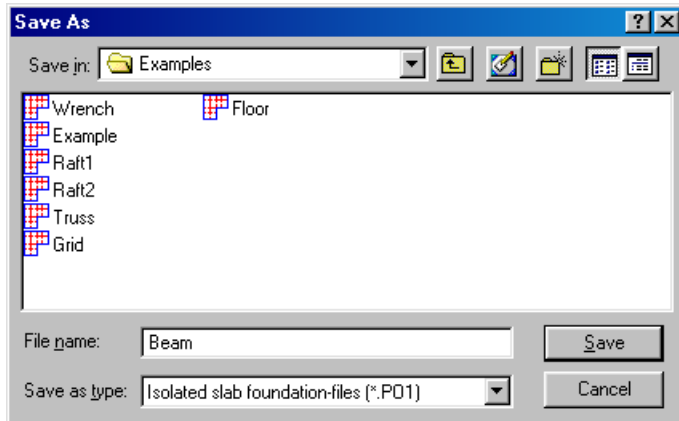 Save As
Save in: Examples
Wrench Floor
Example
Raft1
Raft2
Truss
Grid
File name: Beam Save
Save as type: Isolated slab foundation-files (*.PO1) Cancel